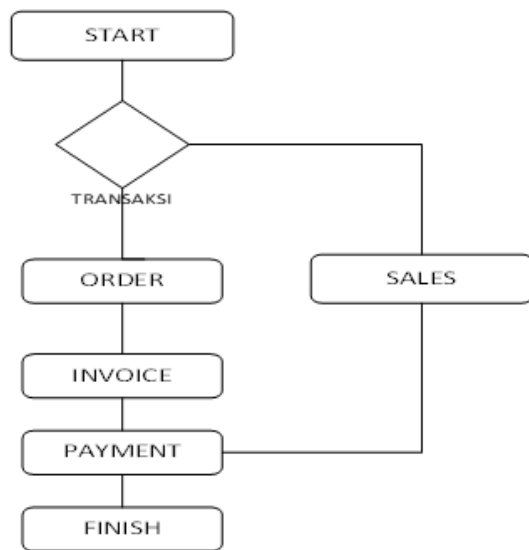 START
TRANSAKSI
ORDER
SALES
INVOICE
PAYMENT
FINISH